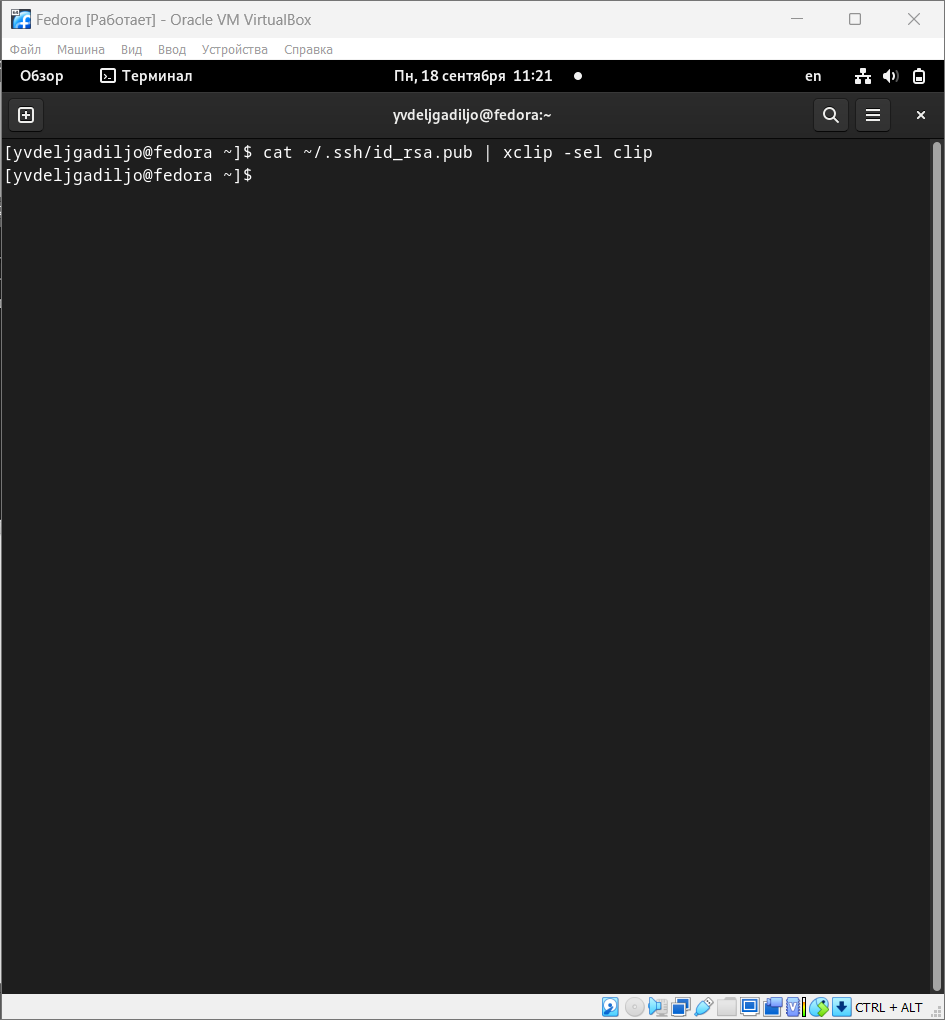 Fedora [Работает] - Oracle VM VirtualBox
Файл Машина Вид Ввод Устройства Справка
Обзор Терминал Пн, 18 сентября 11:21 en
yvdeljgadiljo@fedora:~
[yvdeljgadiljo@fedora ~]$ cat ~/.ssh/id_rsa.pub | xclip -sel clip
[yvdeljgadiljo@fedora ~]$
CTRL + ALT